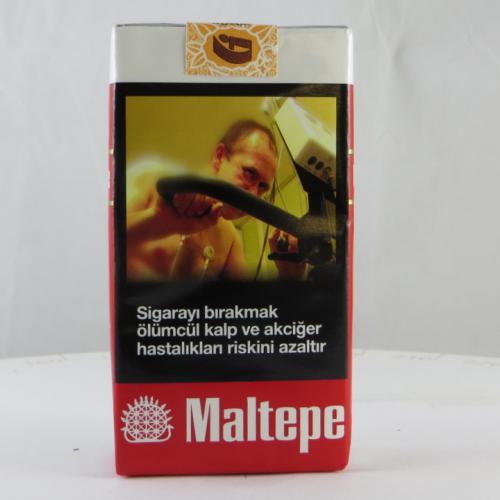 Sigarayı bırakmak
ölümcül kalp ve akciğer
hastalıkları riskini azaltır
Maltepe